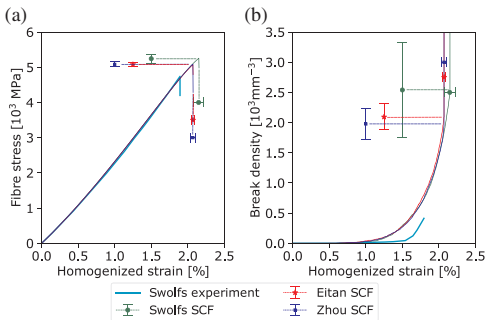 (a)
6
5
4
3
2
1
0
0.0 0.5 1.0 1.5 2.0 2.5
Fibre stress [10³ MPa]
Homogenized strain [%]
(b)
3.5
3.0
2.5
2.0
1.5
1.0
0.5
0.0
0.0 0.5 1.0 1.5 2.0 2.5
Break density [10³mm⁻³]
Homogenized strain [%]
Swolfs experiment
Swolfs SCF
Eitan SCF
Zhou SCF